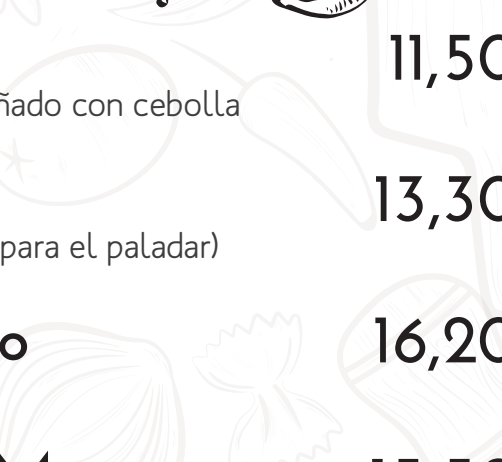 11,50
ñado con cebolla
13,30
para el paladar)
o
16,20